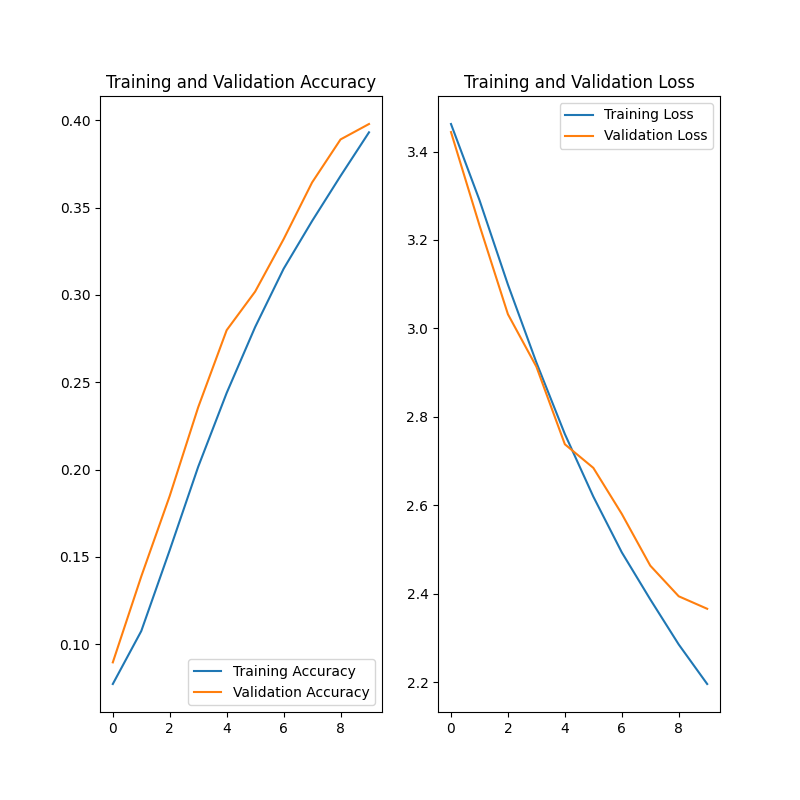 Training and Validation Accuracy
0.40
0.35
0.30
0.25
0.20
0.15
0.10
Training Accuracy
Validation Accuracy
0 2 4 6 8
Training and Validation Loss
Training Loss
Validation Loss
3.4
3.2
3.0
2.8
2.6
2.4
2.2
0 2 4 6 8